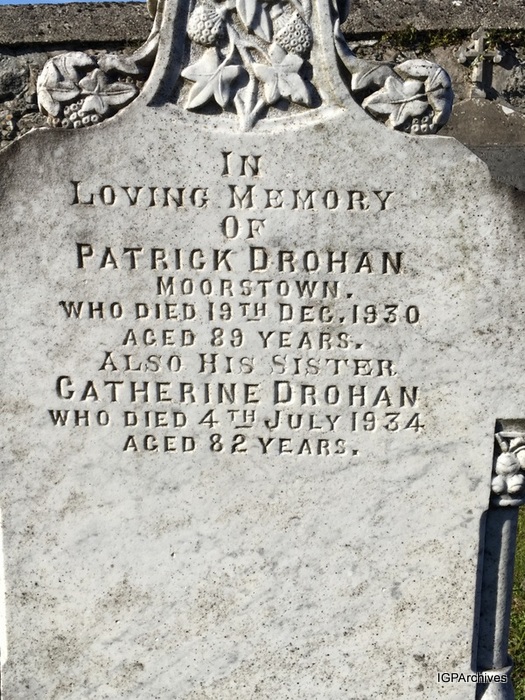 IN
LOVING MEMORY
OF
PATRICK DROHAN
MOORSTOWN.
WHO DIED 19TH DEC. 1930
AGED 89 YEARS.
ALSO HIS SISTER
CATHERINE DROHAN
WHO DIED 4TH JULY 1934
AGED 82 YEARS.
IGPArchives